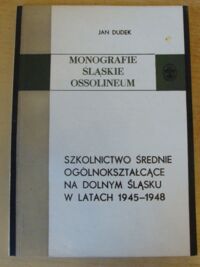 JAN DUDEK
MONOGRAFIE
ŚLĄSKIE
OSSOLINEUM
SZKOLNICTWO ŚREDNIE
OGÓLNOKSZTAŁCĄCE
NA DOLNYM ŚLĄSKU
W LATACH 1945–1948